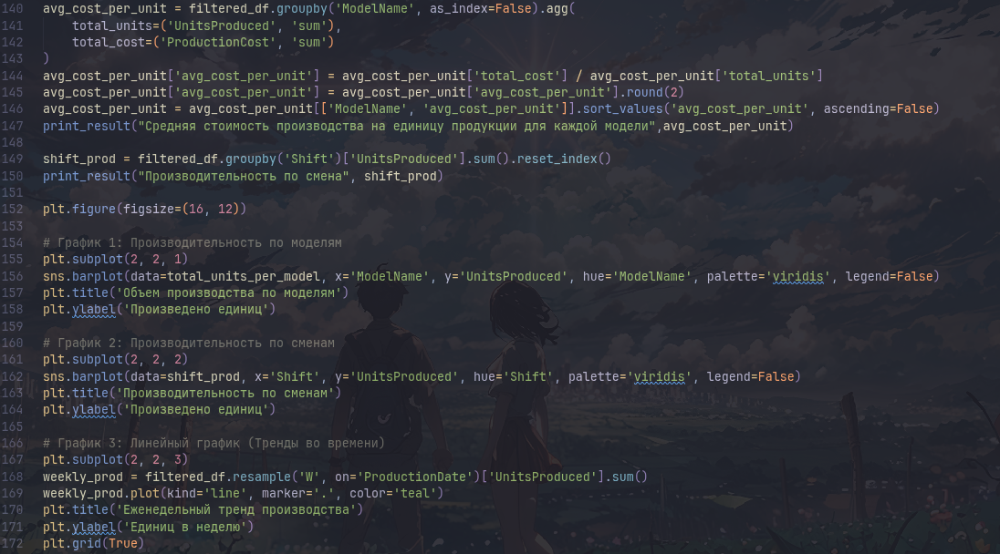 140 avg_cost_per_unit = filtered_df.groupby('ModelName', as_index=False).agg(
141     total_units=('UnitsProduced', 'sum'),
142     total_cost=('ProductionCost', 'sum')
143 )
144 avg_cost_per_unit['avg_cost_per_unit'] = avg_cost_per_unit['total_cost'] / avg_cost_per_unit['total_units']
145 avg_cost_per_unit['avg_cost_per_unit'] = avg_cost_per_unit['avg_cost_per_unit'].round(2)
146 avg_cost_per_unit = avg_cost_per_unit[['ModelName', 'avg_cost_per_unit']].sort_values('avg_cost_per_unit', ascending=False)
147 print_result("Средняя стоимость производства на единицу продукции для каждой модели",avg_cost_per_unit)
148
149 shift_prod = filtered_df.groupby('Shift')['UnitsProduced'].sum().reset_index()
150 print_result("Производительность по смена", shift_prod)
151
152 plt.figure(figsize=(16, 12))
153
154 # График 1: Производительность по моделям
155 plt.subplot(2, 2, 1)
156 sns.barplot(data=total_units_per_model, x='ModelName', y='UnitsProduced', hue='ModelName', palette='viridis', legend=False)
157 plt.title('Объем производства по моделям')
158 plt.ylabel('Произведено единиц')
159
160 # График 2: Производительность по сменам
161 plt.subplot(2, 2, 2)
162 sns.barplot(data=shift_prod, x='Shift', y='UnitsProduced', hue='Shift', palette='viridis', legend=False)
163 plt.title('Производительность по сменам')
164 plt.ylabel('Произведено единиц')
165
166 # График 3: Линейный график (Тренды во времени)
167 plt.subplot(2, 2, 3)
168 weekly_prod = filtered_df.resample('W', on='ProductionDate')['UnitsProduced'].sum()
169 weekly_prod.plot(kind='line', marker='.', color='teal')
170 plt.title('Еженедельный тренд производства')
171 plt.ylabel('Единиц в неделю')
172 plt.grid(True)